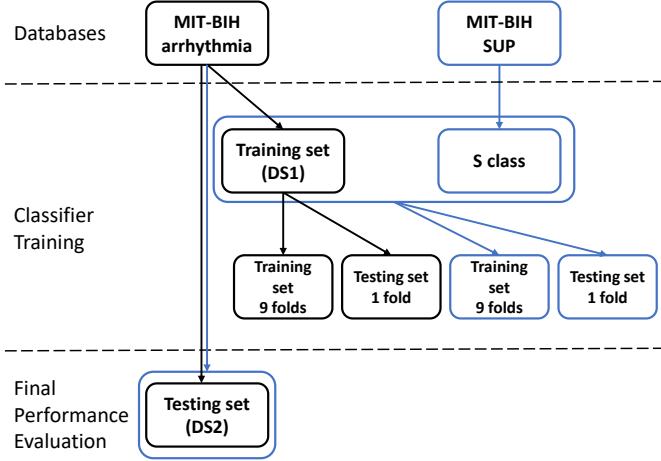 Databases
MIT-BIH
arrhythmia
MIT-BIH
SUP
Classifier
Training
Training set
(DS1)
S class
Training
set
9 folds
Testing set
1 fold
Training
set
9 folds
Testing set
1 fold
Final
Performance
Evaluation
Testing set
(DS2)